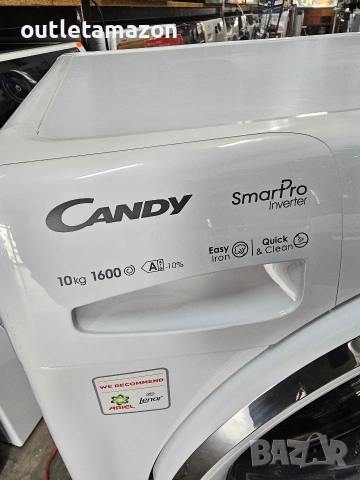 outletamazon
CANDY
SmarPro
Inverter
10kg 1600
A -10%
Easy
Iron
Quick
& Clean
WE RECOMMEND
ARIEL
Lenor
BAZAR